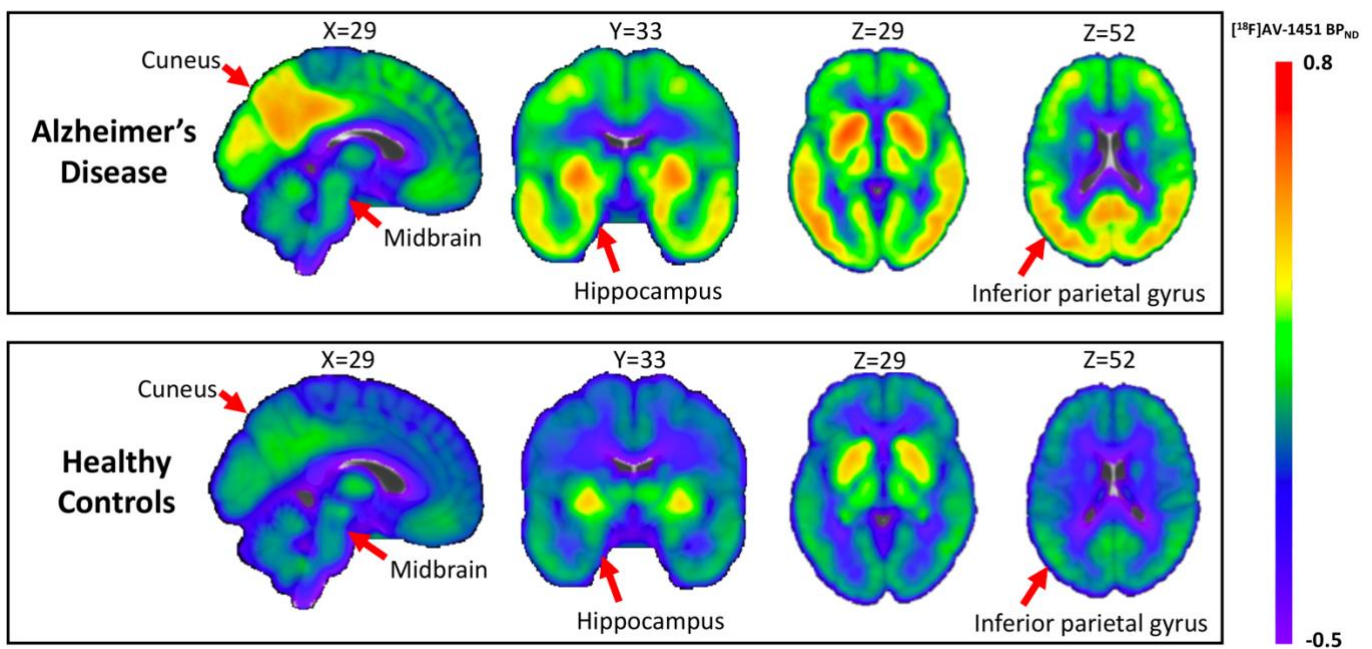 X=29
Y=33
Z=29
Z=52
[¹⁸F]AV-1451 BPND
0.8
Cuneus
Alzheimer's
Disease
Midbrain
Hippocampus
Inferior parietal gyrus
X=29
Y=33
Z=29
Z=52
Cuneus
Healthy
Controls
Midbrain
Hippocampus
Inferior parietal gyrus
-0.5